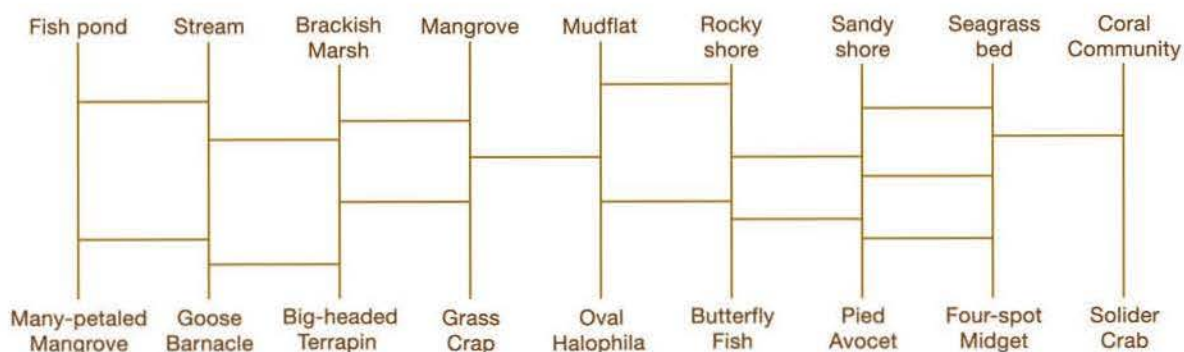 Fish pond
Stream
Brackish
Marsh
Mangrove
Mudflat
Rocky
shore
Sandy
shore
Seagrass
bed
Coral
Community
Many-petaled
Mangrove
Goose
Barnacle
Big-headed
Terrapin
Grass
Crap
Oval
Halophila
Butterfly
Fish
Pied
Avocet
Four-spot
Midget
Solider
Crab